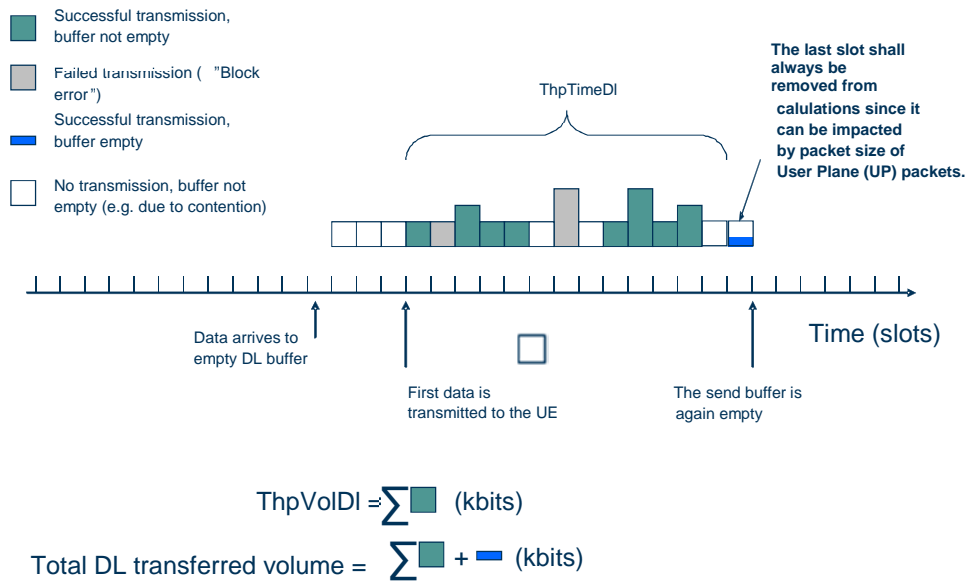 Successful transmission,
buffer not empty
Failed transmission ( "Block
error")
Successful transmission,
buffer empty
No transmission, buffer not
empty (e.g. due to contention)
ThpTimeDl
The last slot shall
always be
removed from
calulations since it
can be impacted
by packet size of
User Plane (UP) packets.
Data arrives to
empty DL buffer
First data is
transmitted to the UE
The send buffer is
again empty
Time (slots)
ThpVolDl = ∑ (kbits)
Total DL transferred volume = ∑ + (kbits)